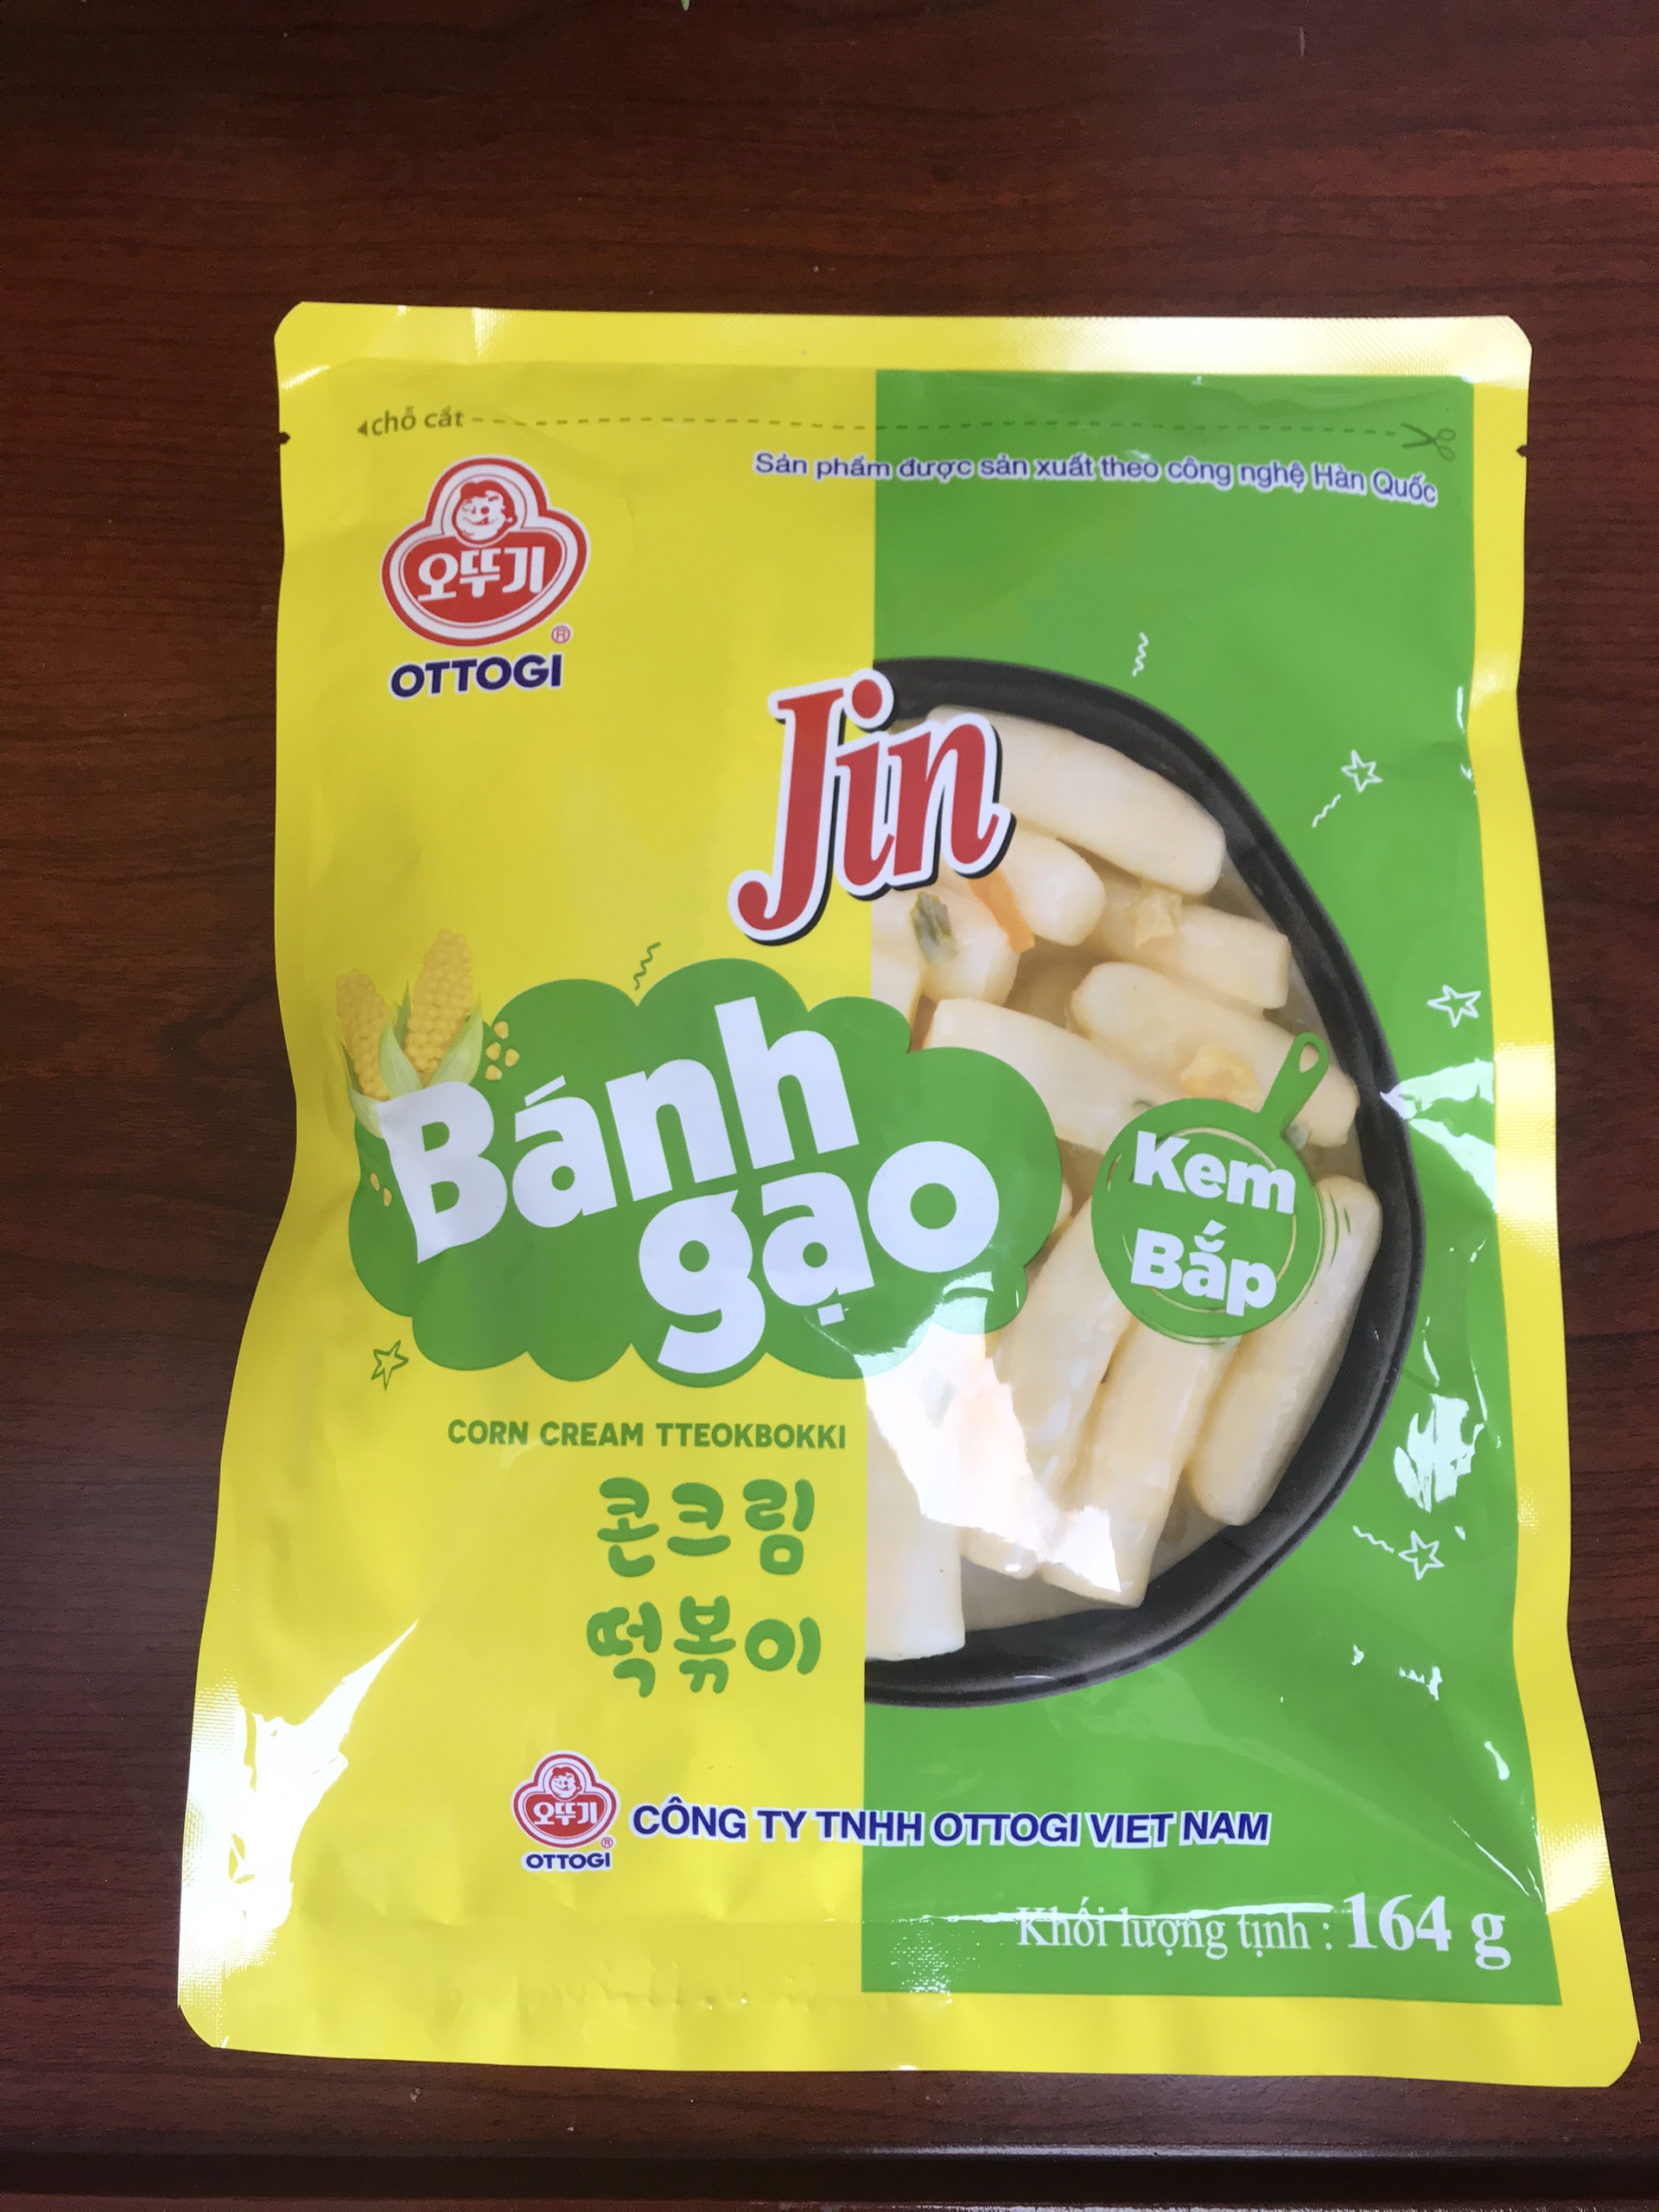 chỗ cắt
Sản phẩm được sản xuất theo công nghệ Hàn Quốc
오뚜기
®
OTTOGI
Jin
Bánh
gạo
Kem
Bắp
CORN CREAM TTEOKBOKKI
콘크림
떡볶이
오뚜기
®
OTTOGI
CÔNG TY TNHH OTTOGI VIET NAM
Khối lượng tịnh : 164 g